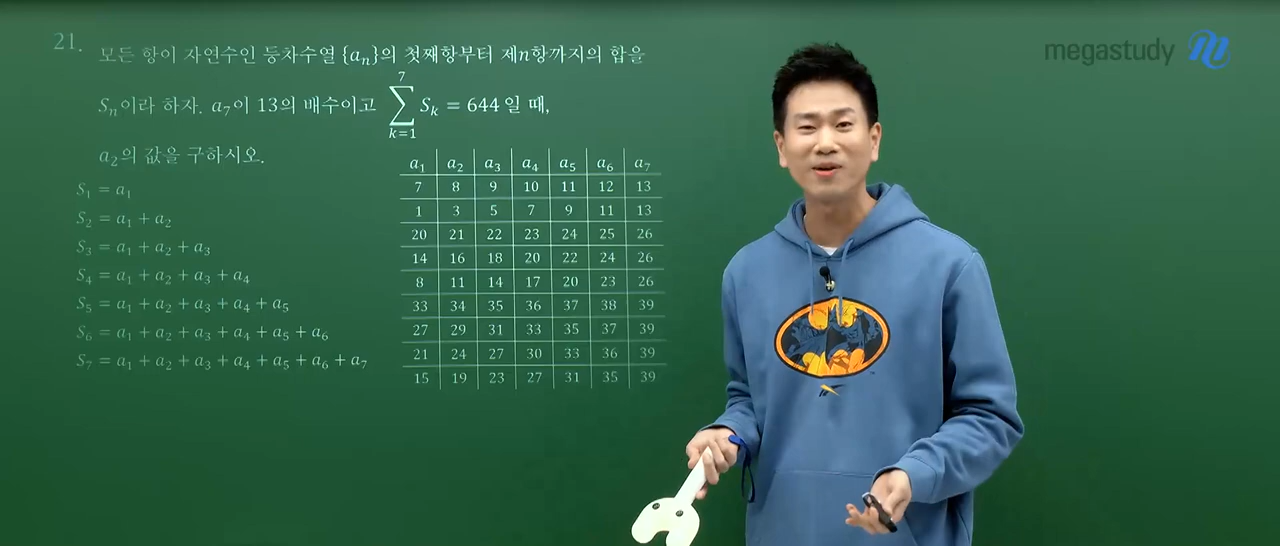 21. 모든 항이 자연수인 등차수열 {aₙ}의 첫째항부터 제n항까지의 합을
Sₙ이라 하자. a₇이 13의 배수이고 ∑_{k=1}^{7} Sₖ = 644일 때,
a₂의 값을 구하시오.
S₁ = a₁
S₂ = a₁ + a₂
S₃ = a₁ + a₂ + a₃
S₄ = a₁ + a₂ + a₃ + a₄
S₅ = a₁ + a₂ + a₃ + a₄ + a₅
S₆ = a₁ + a₂ + a₃ + a₄ + a₅ + a₆
S₇ = a₁ + a₂ + a₃ + a₄ + a₅ + a₆ + a₇
a₁ a₂ a₃ a₄ a₅ a₆ a₇
7 8 9 10 11 12 13
1 3 5 7 9 11 13
20 21 22 23 24 25 26
14 16 18 20 22 24 26
8 11 14 17 20 23 26
33 34 35 36 37 38 39
27 29 31 33 35 37 39
21 24 27 30 33 36 39
15 19 23 27 31 35 39
megastudy